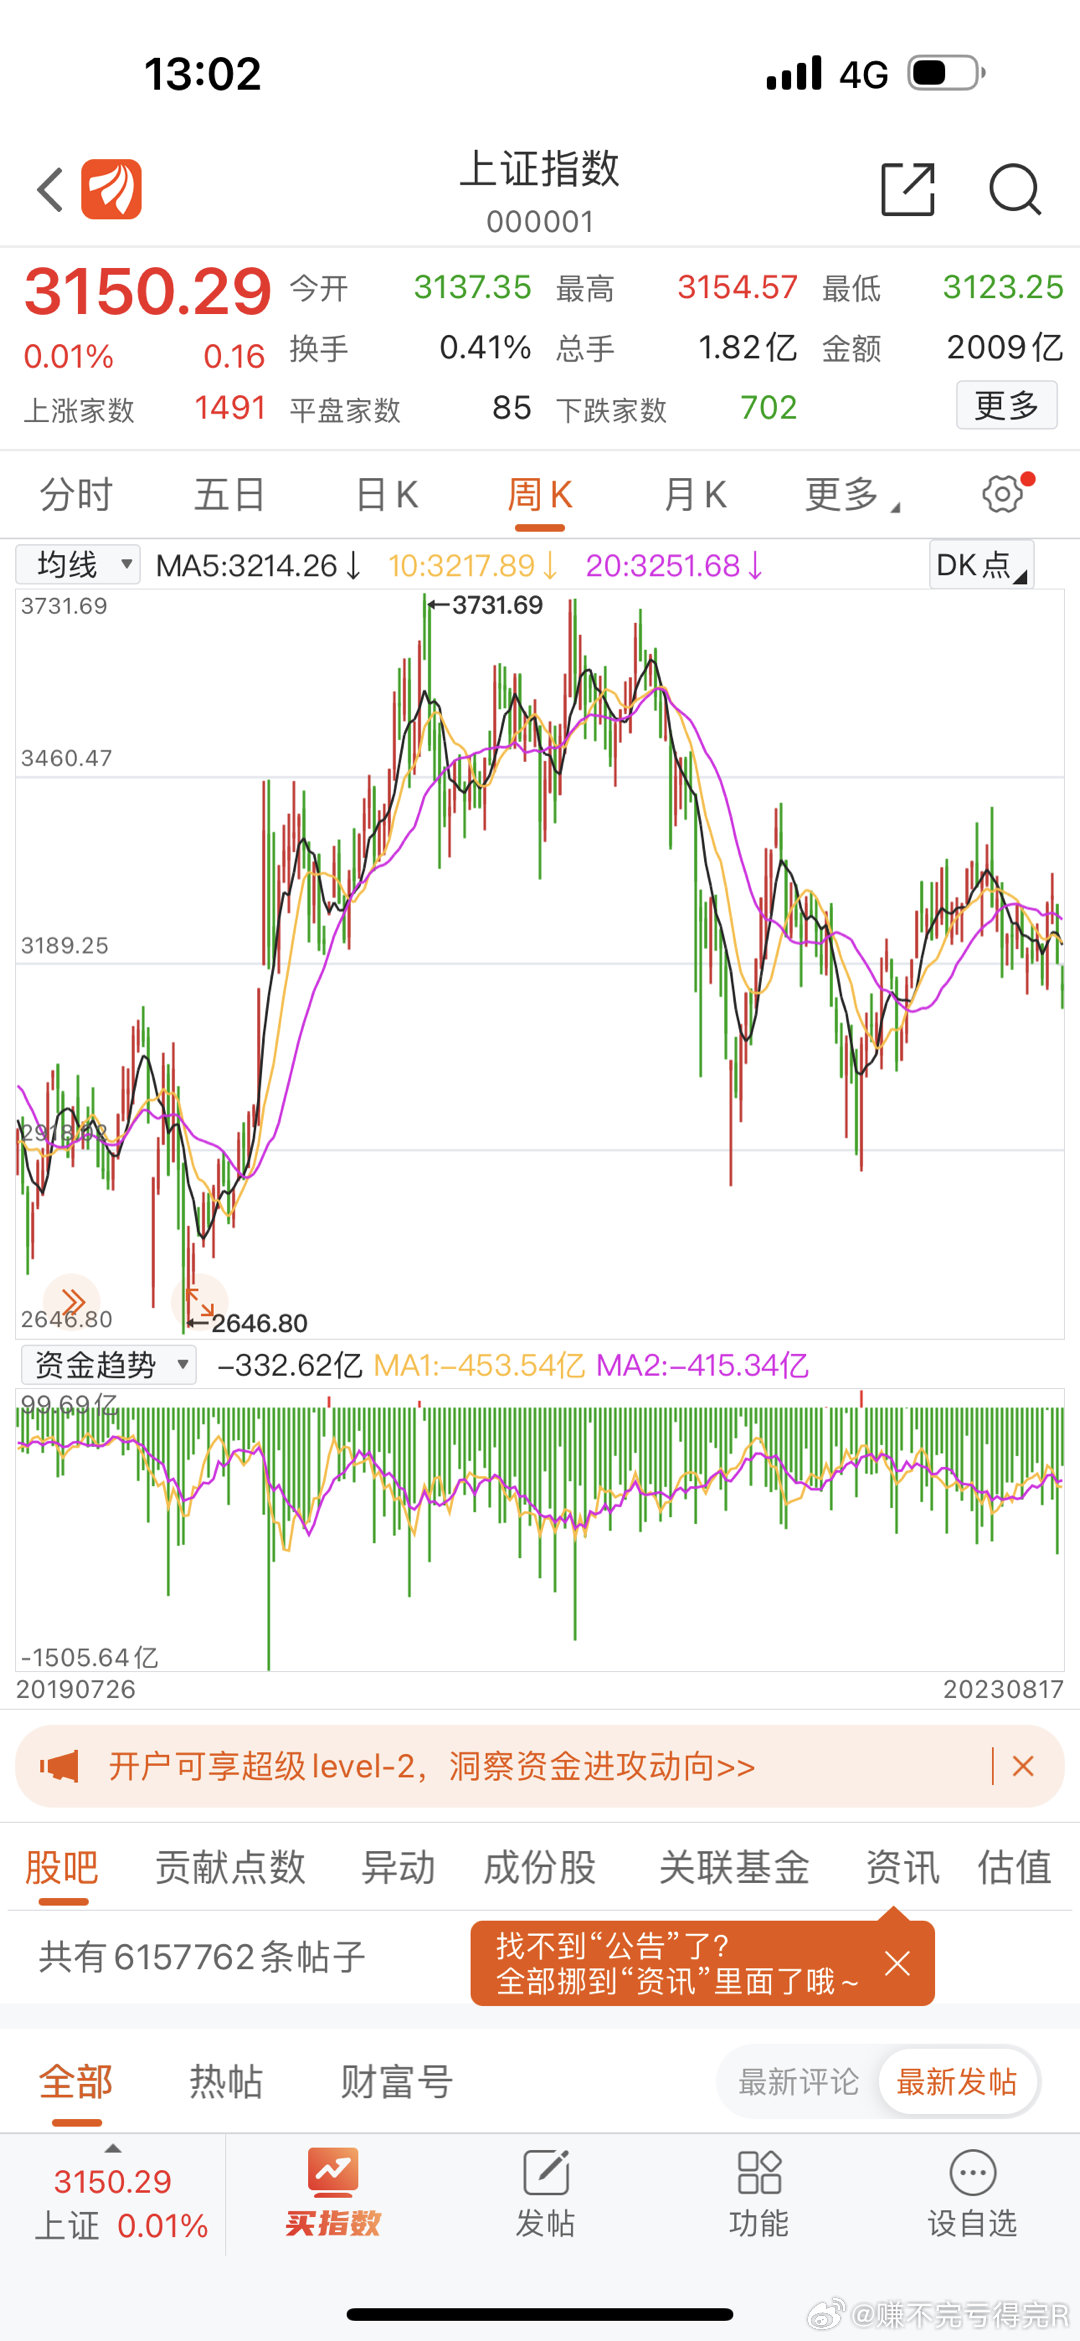 13:02
4G
上证指数
000001
3150.29 今开 3137.35 最高 3154.57 最低 3123.25
0.01% 0.16 换手 0.41% 总手 1.82亿 金额 2009亿
上涨家数 1491 平盘家数 85 下跌家数 702 更多
分时 五日 日K 周K 月K 更多
均线 MA5:3214.26↓ 10:3217.89↓ 20:3251.68↓ DK点
3731.69
←3731.69
3460.47
3189.25
2646.80
←2646.80
资金趋势 -332.62亿 MA1:-453.54亿 MA2:-415.34亿
99.69亿
-1505.64亿
20190726 20230817
开户可享超级level-2，洞察资金进攻动向>>
股吧 贡献点数 异动 成份股 关联基金 资讯 估值
共有6157762条帖子
找不到“公告”了?
全部挪到“资讯”里面了哦~
全部 热帖 财富号 最新评论 最新发帖
3150.29
上证 0.01%
买指数 发帖 功能 设自选
@赚不完亏得完R